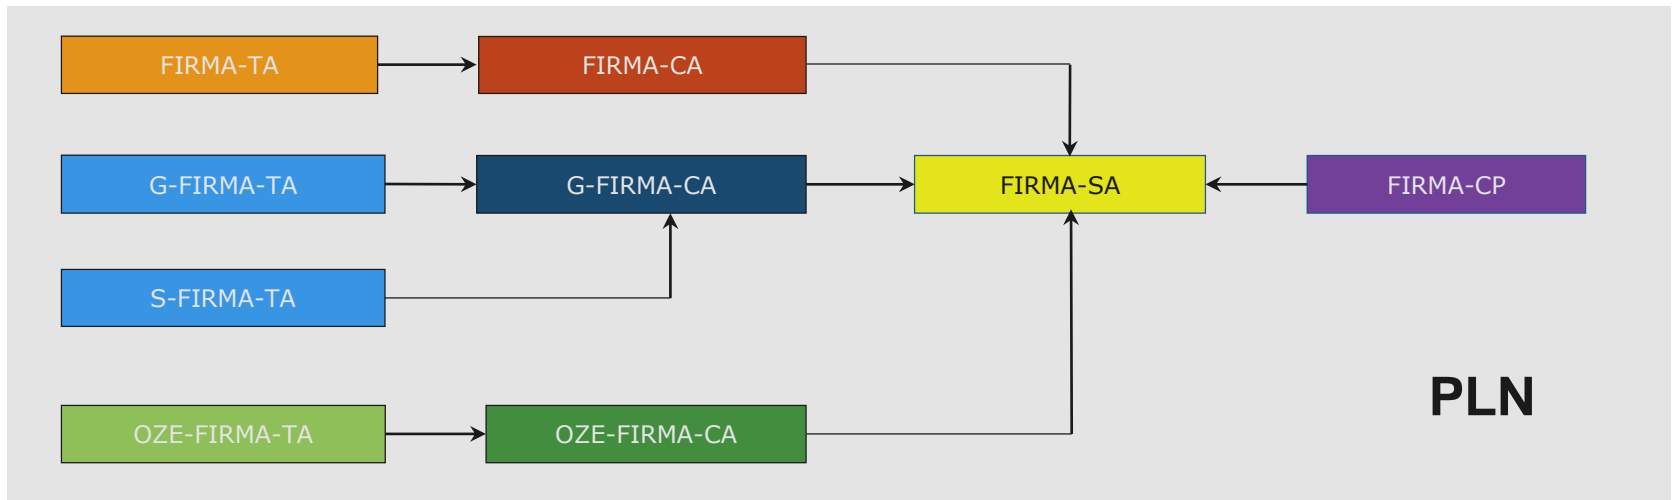 FIRMA-TA
FIRMA-CA
G-FIRMA-TA
G-FIRMA-CA
FIRMA-SA
FIRMA-CP
S-FIRMA-TA
PLN
OZE-FIRMA-TA
OZE-FIRMA-CA